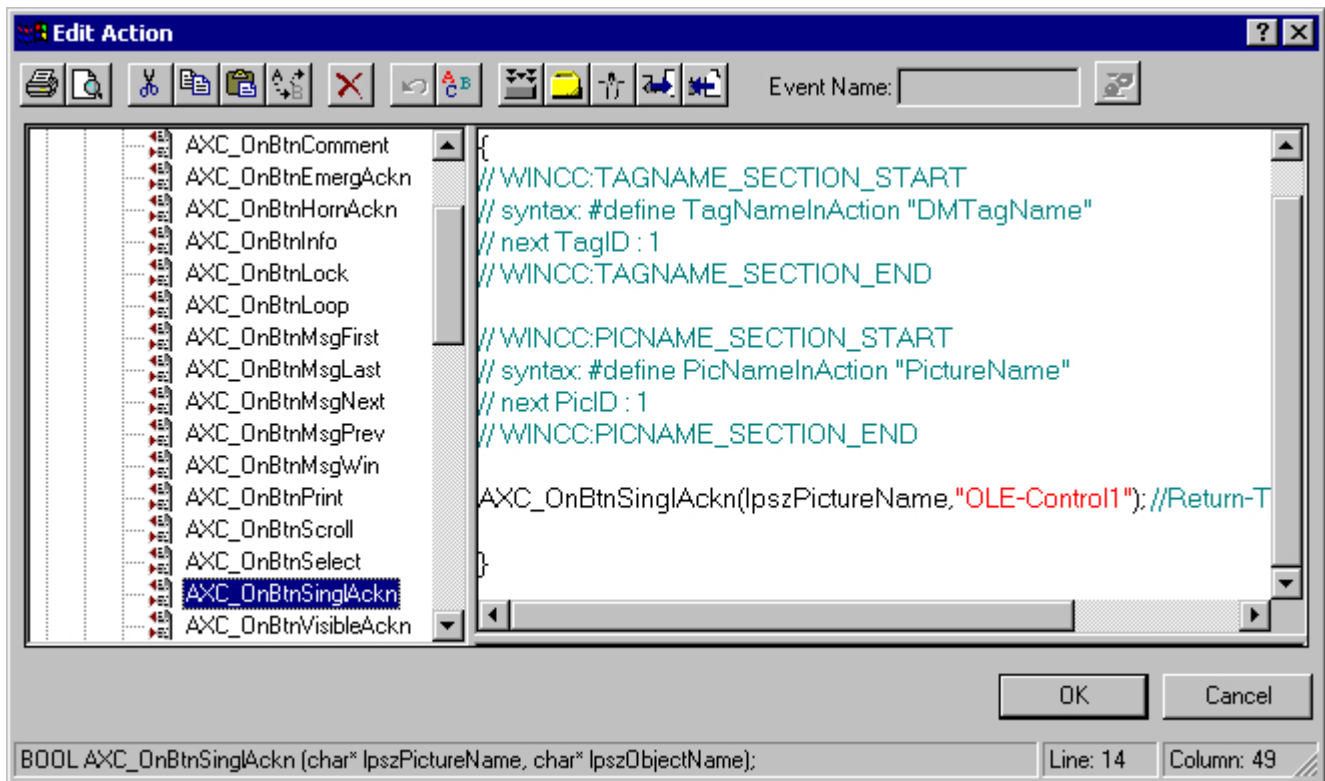 Edit Action
Event Name:
AXC_OnBtnComment
AXC_OnBtnEmergAckn
AXC_OnBtnHornAckn
AXC_OnBtnInfo
AXC_OnBtnLock
AXC_OnBtnLoop
AXC_OnBtnMsgFirst
AXC_OnBtnMsgLast
AXC_OnBtnMsgNext
AXC_OnBtnMsgPrev
AXC_OnBtnMsgWin
AXC_OnBtnPrint
AXC_OnBtnScroll
AXC_OnBtnSelect
AXC_OnBtnSinglAckn
AXC_OnBtnVisibleAckn
{
// WINCC:TAGNAME_SECTION_START
// syntax: #define TagNameInAction "DMTagName"
// next TagID : 1
// WINCC:TAGNAME_SECTION_END
// WINCC:PICNAME_SECTION_START
// syntax: #define PicNameInAction "PictureName"
// next PicID : 1
// WINCC:PICNAME_SECTION_END
AXC_OnBtnSinglAckn(lpszPictureName,"OLE-Control1"); //Return-T
}
OK
Cancel
BOOL AXC_OnBtnSinglAckn (char* lpszPictureName, char* lpszObjectName);
Line: 14
Column: 49